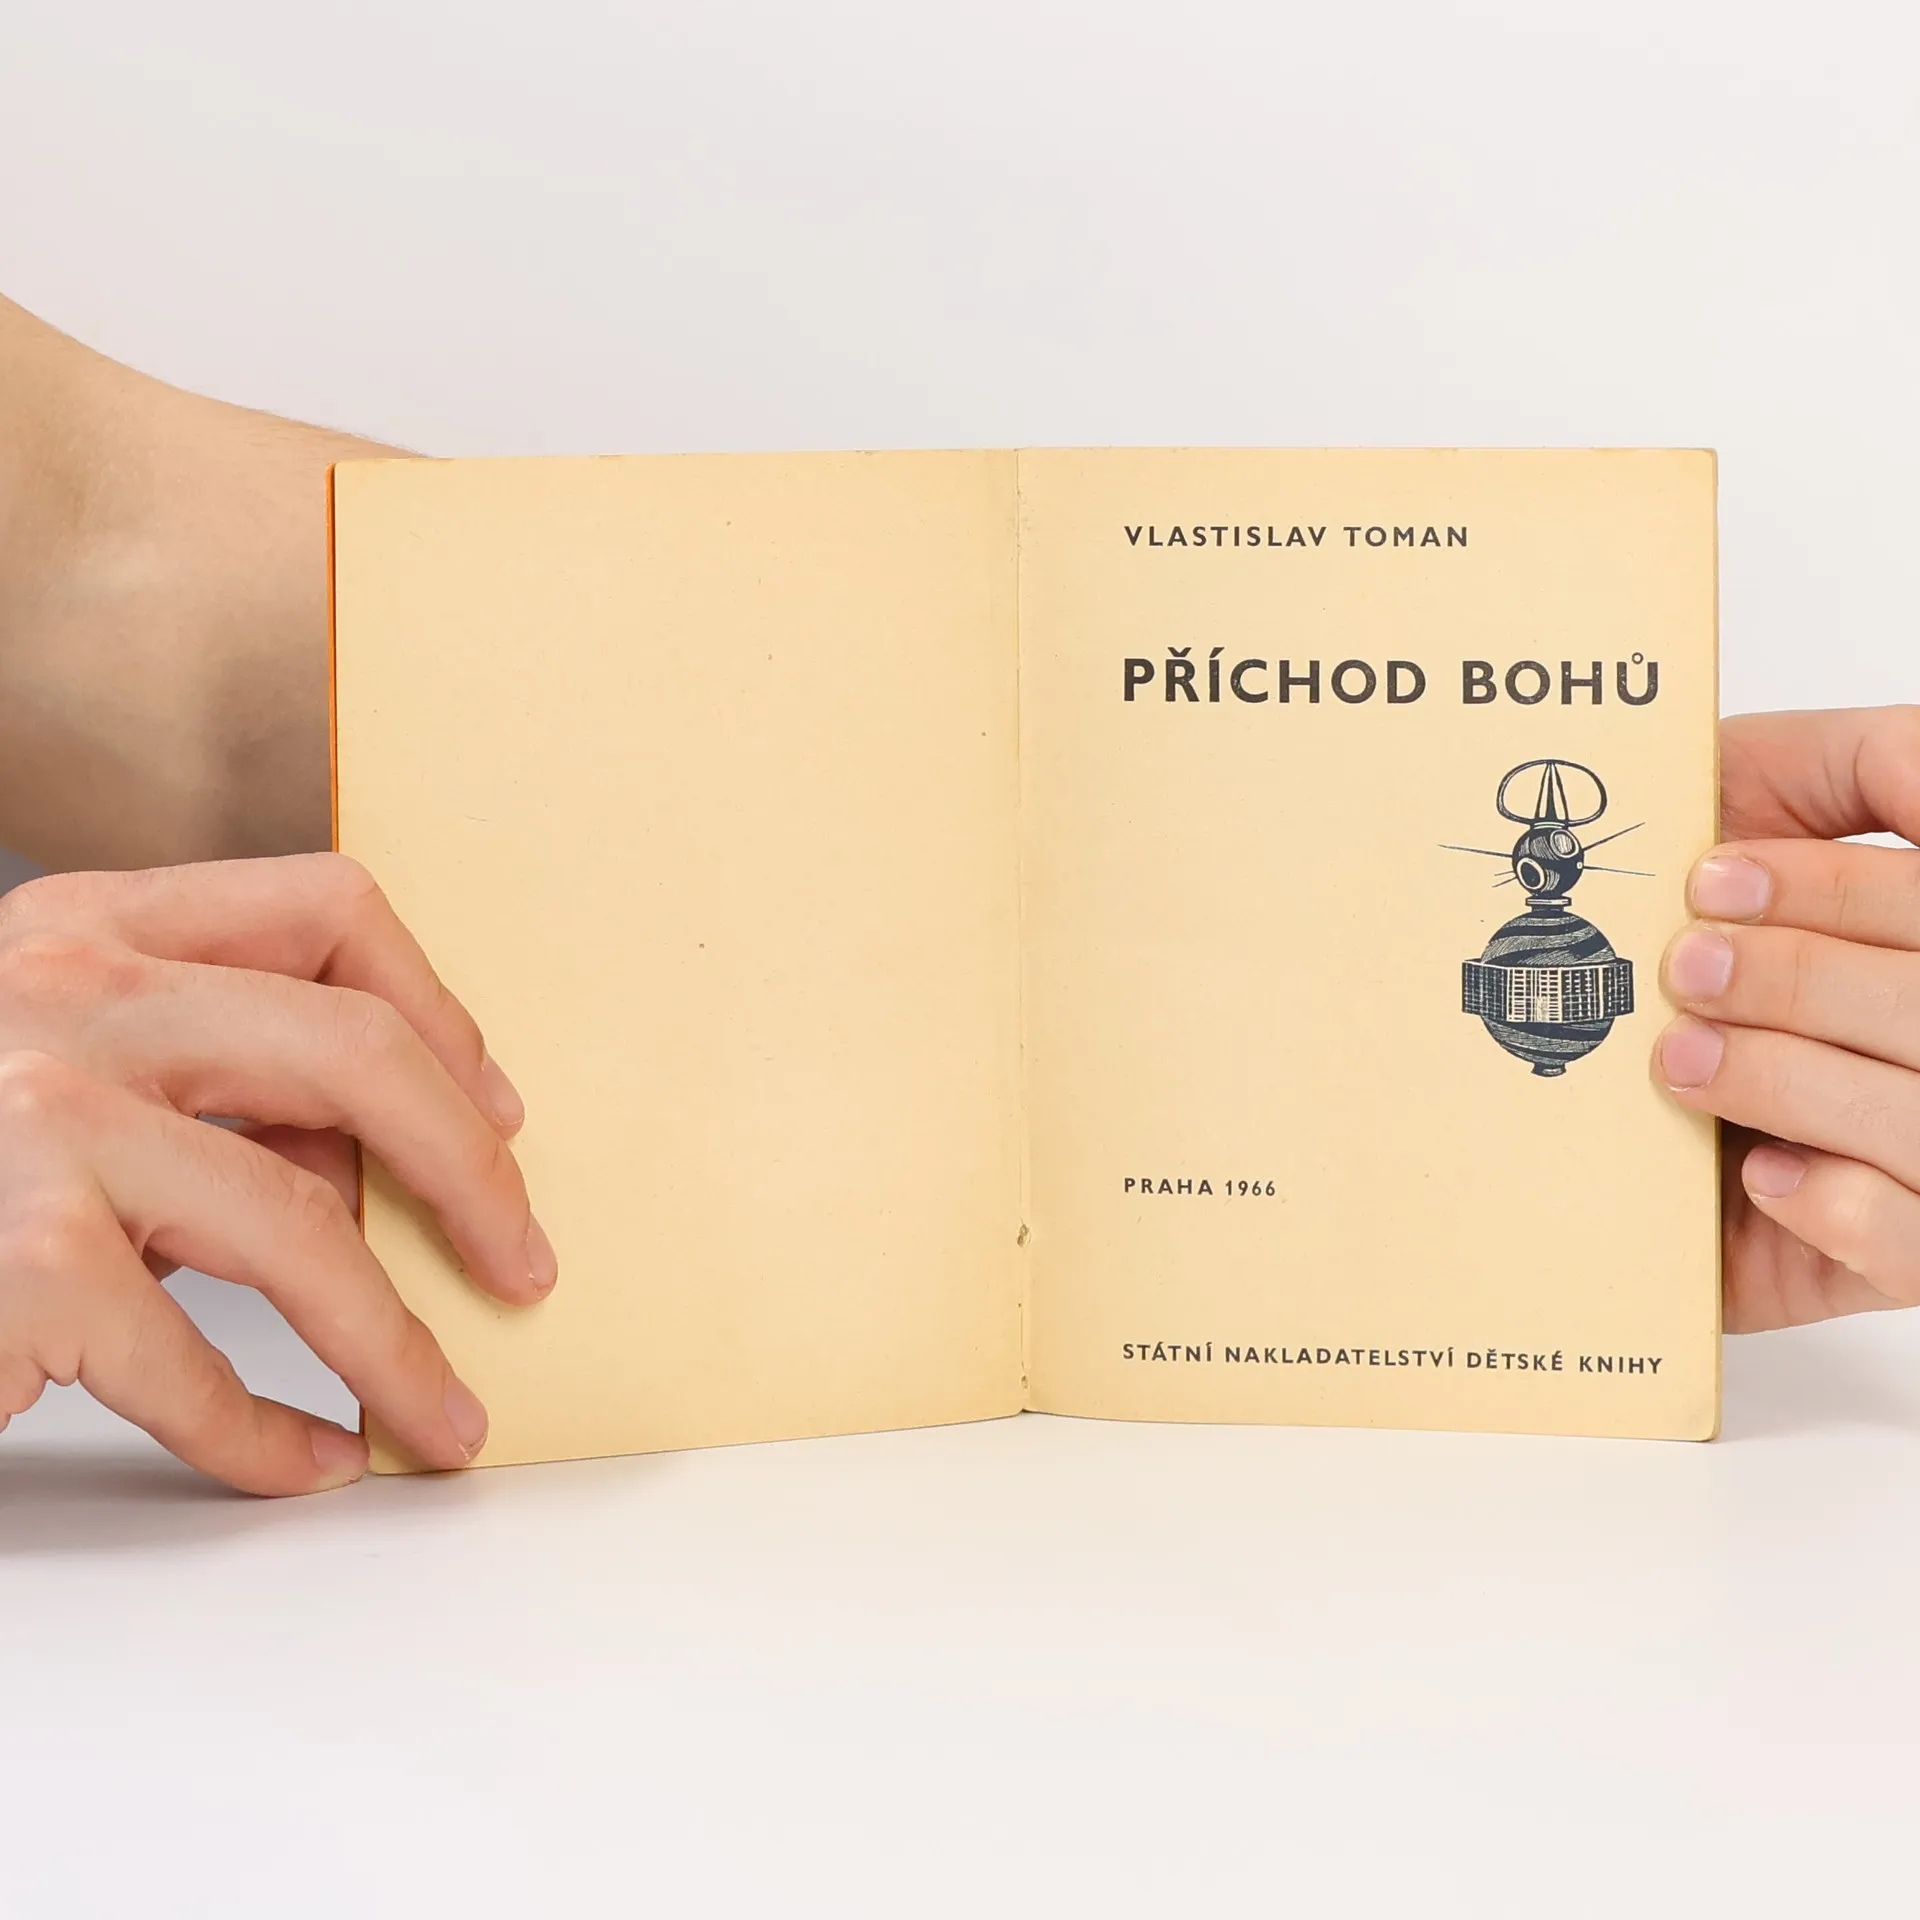 VLASTISLAV TOMAN
PŘÍCHOD BOHŮ
PRAHA 1966
STÁTNÍ NAKLADATELSTVÍ DĚTSKÉ KNIHY